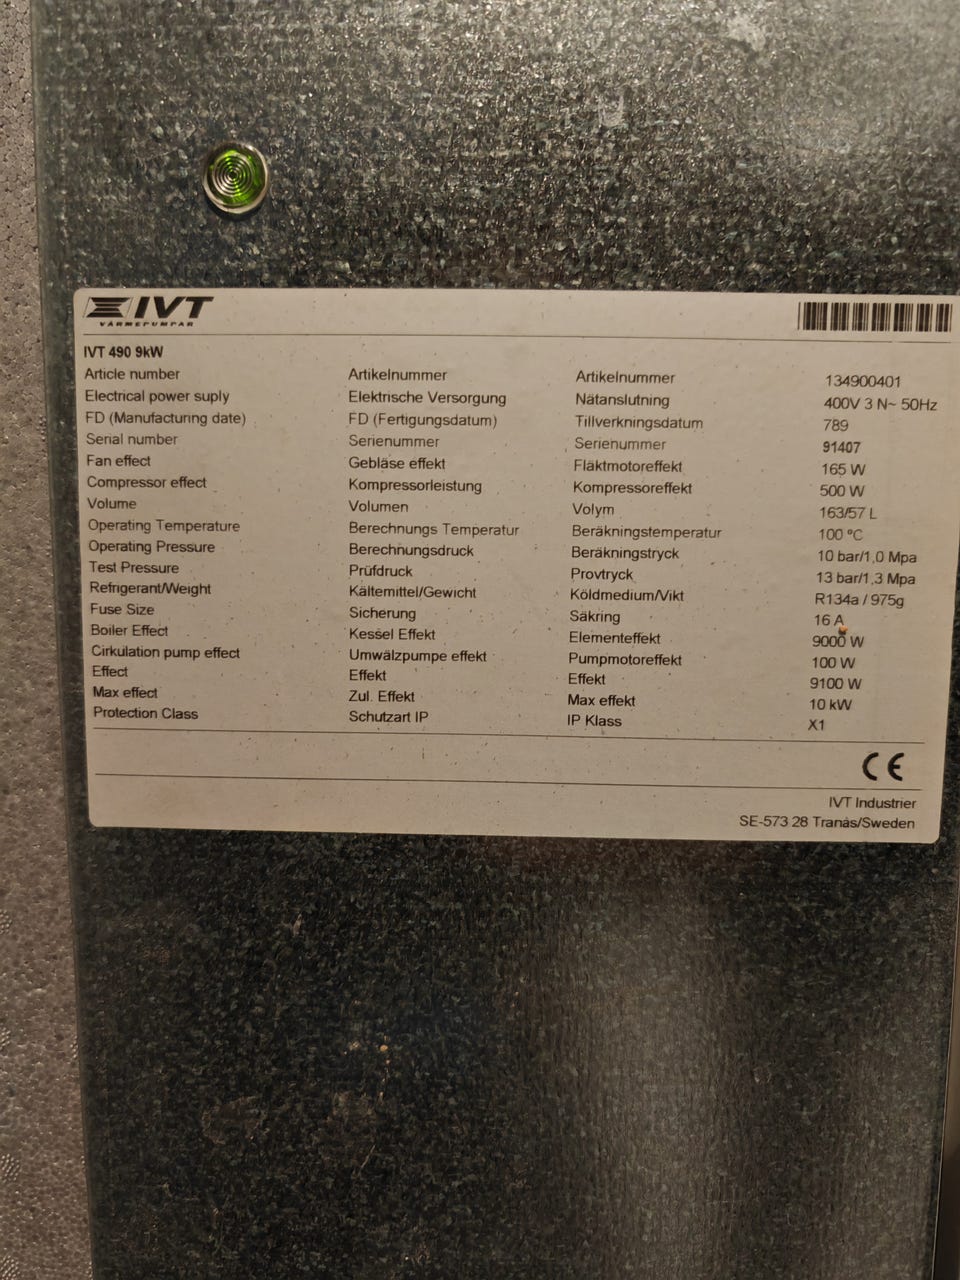 IVT
VÄRMEPUMPAR
IVT 490 9kW
Article number Artikelnummer Artikelnummer 134900401
Electrical power suply Elektrische Versorgung Nätanslutning 400V 3 N~ 50Hz
FD (Manufacturing date) FD (Fertigungsdatum) Tillverkningsdatum 789
Serial number Serienummer Serienummer 91407
Fan effect Gebläse effekt Fläktmotoreffekt 165 W
Compressor effect Kompressorleistung Kompressoreffekt 500 W
Volume Volumen Volym 163/57 L
Operating Temperature Berechnungs Temperatur Beräkningstemperatur 100 °C
Operating Pressure Berechnungsdruck Beräkningstryck 10 bar/1,0 Mpa
Test Pressure Prüfdruck Provtryck 13 bar/1,3 Mpa
Refrigerant/Weight Kältemittel/Gewicht Köldmedium/Vikt R134a / 975g
Fuse Size Sicherung Säkring 16 A
Boiler Effect Kessel Effekt Elementeffekt 9000 W
Cirkulation pump effect Umwälzpumpe effekt Pumpmotoreffekt 100 W
Effect Effekt Effekt 9100 W
Max effect Zul. Effekt Max effekt 10 kW
Protection Class Schutzart IP IP Klass X1
CE
IVT Industrier
SE-573 28 Tranås/Sweden